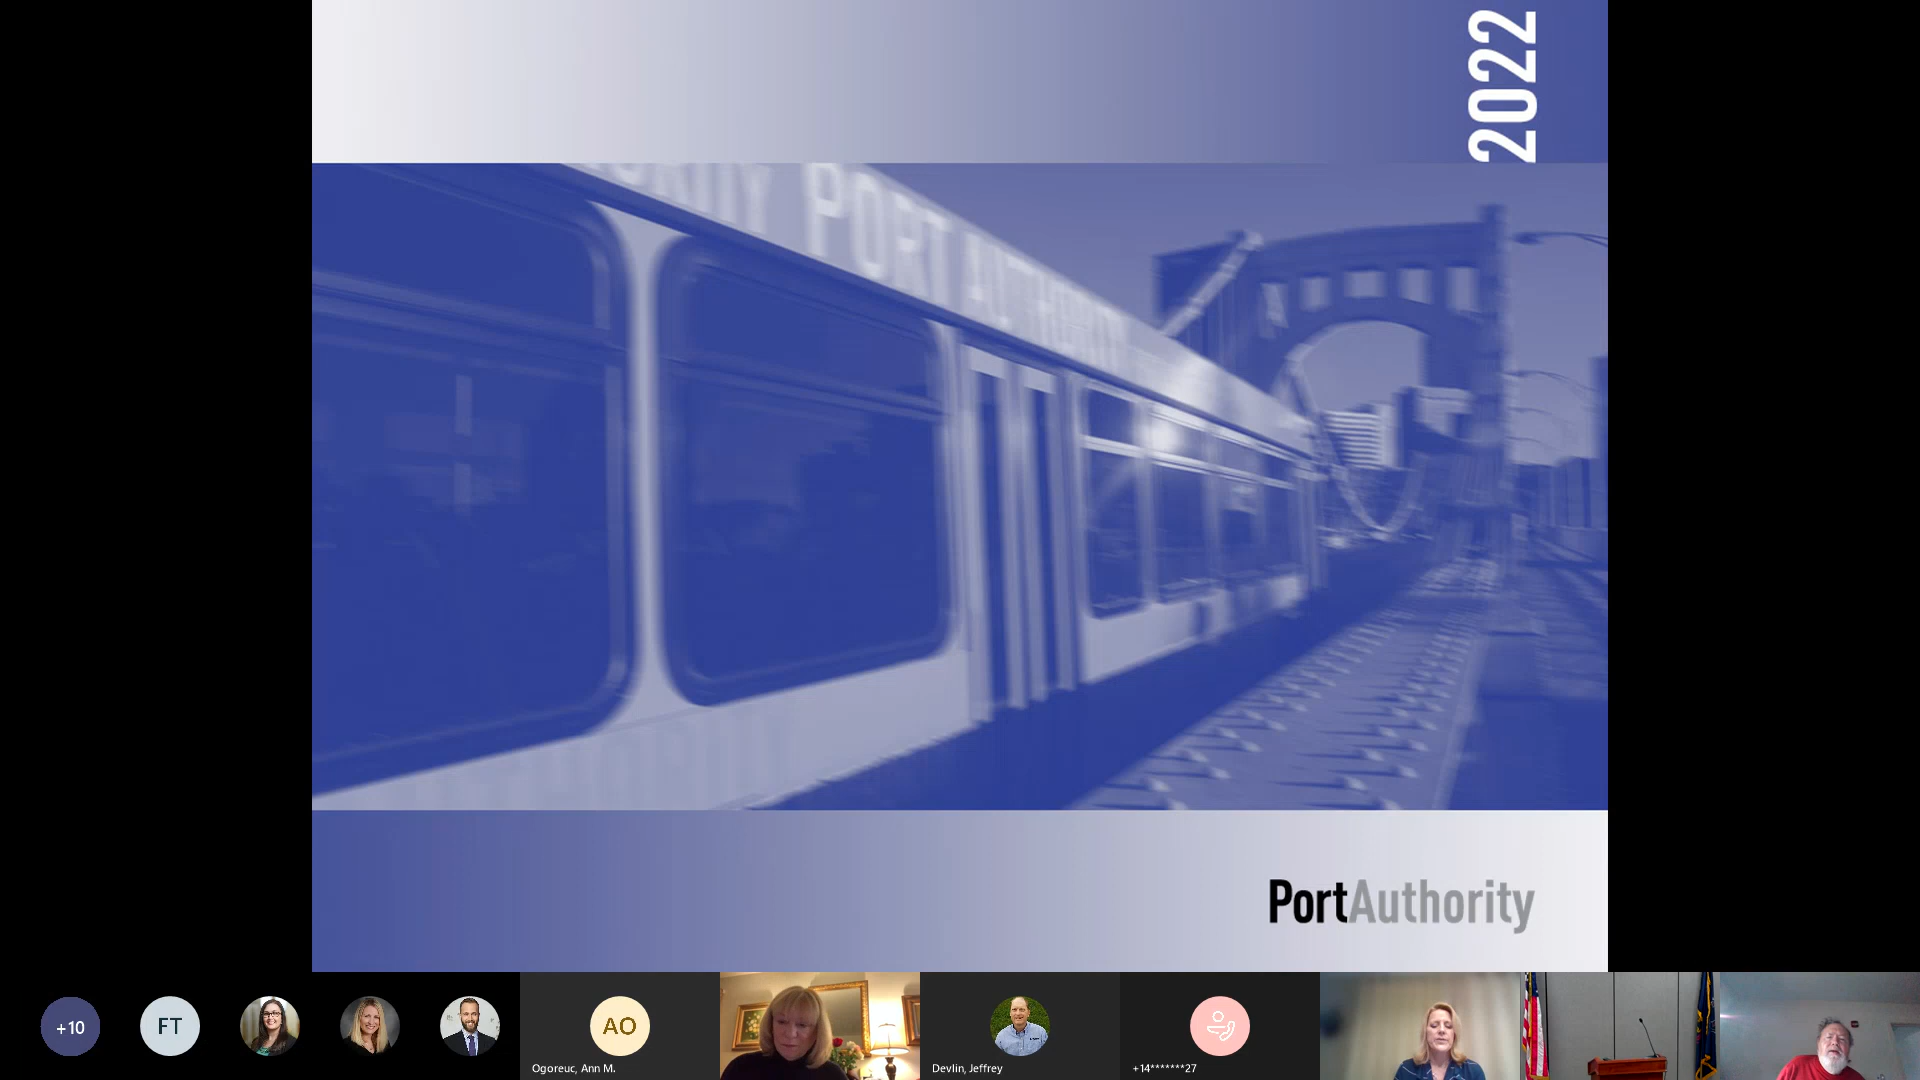 2022
PORT AUTHORITY
PortAuthority
+10
FT
AO
Ogoreuc, Ann M.
Devlin, Jeffrey
+14*******27